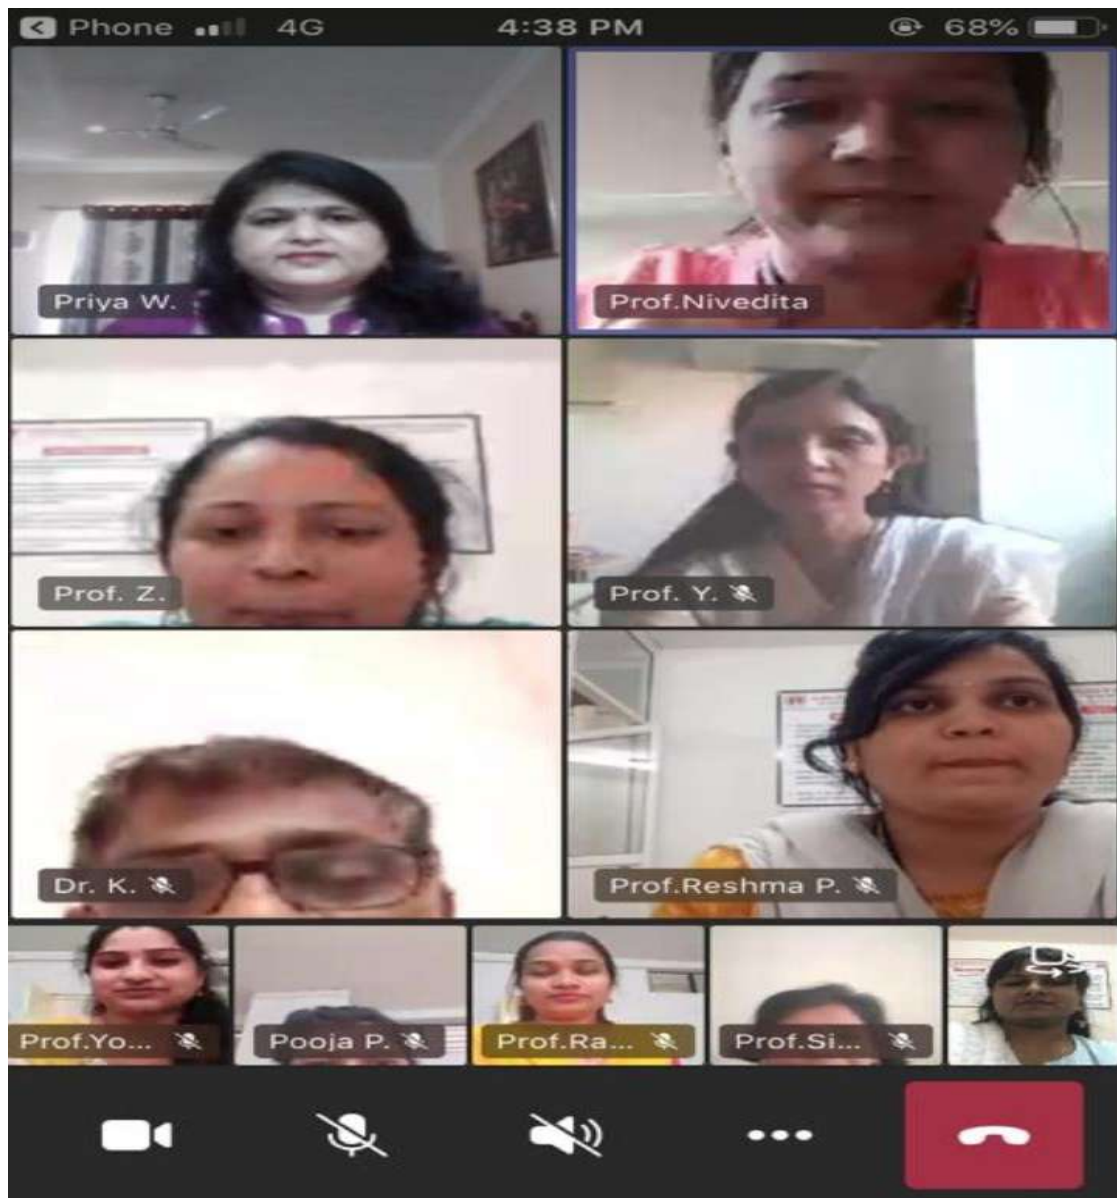 Phone 4G 4:38 PM 68%
Priya W. Prof.Nivedita
Prof. Z. Prof. Y.
Dr. K. Prof.Reshma P.
Prof.Yo... Pooja P. Prof.Ra... Prof.Si...